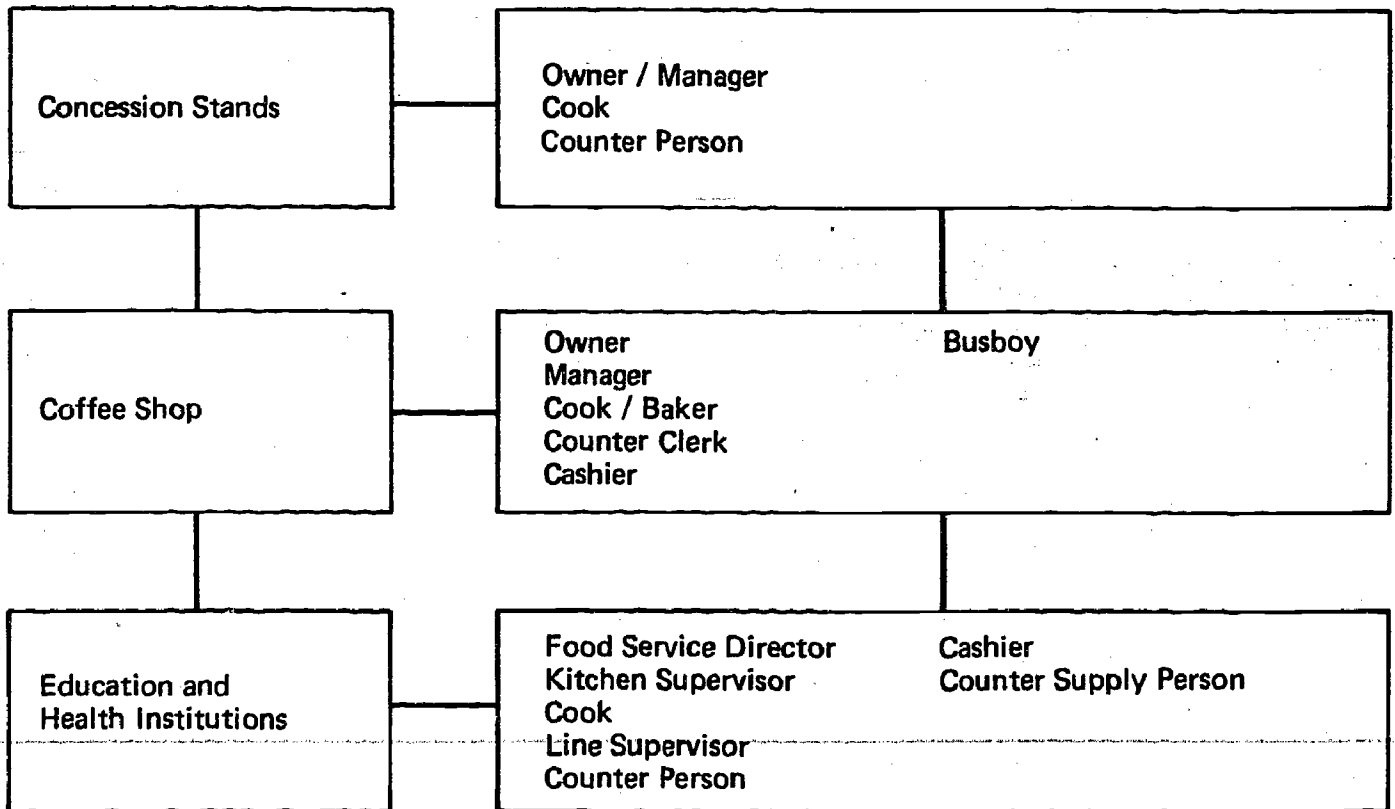 Concession Stands
Owner / Manager
Cook
Counter Person
Coffee Shop
Owner
Manager
Cook / Baker
Counter Clerk
Cashier
Busboy
Education and
Health Institutions
Food Service Director
Kitchen Supervisor
Cook
Line Supervisor
Counter Person
Cashier
Counter Supply Person